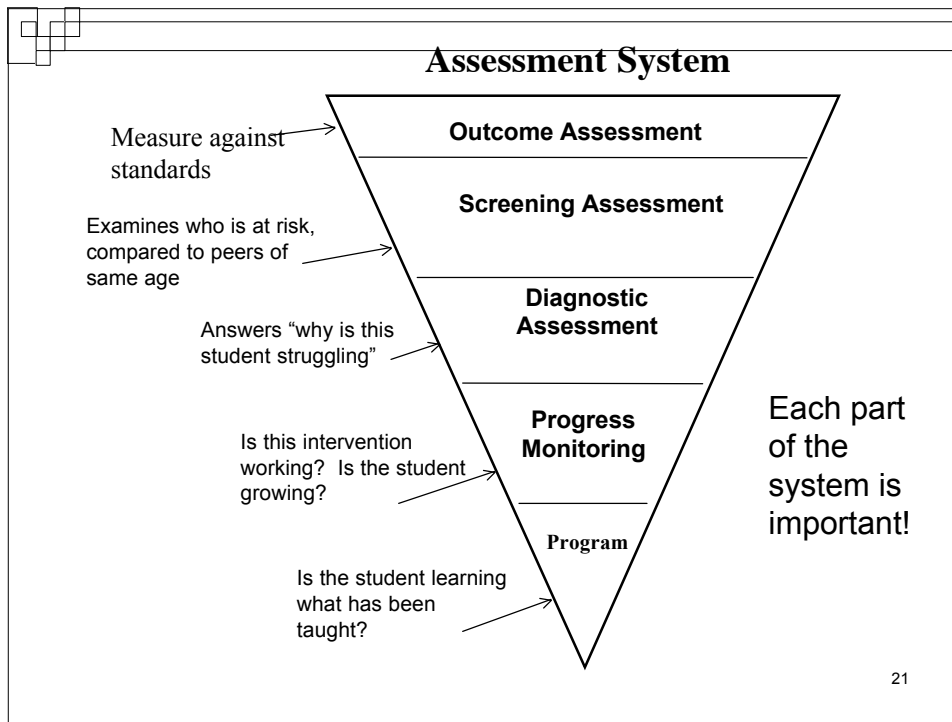 Assessment System
Measure against
standards
Outcome Assessment
Examines who is at risk,
compared to peers of
same age
Screening Assessment
Answers “why is this
student struggling”
Diagnostic
Assessment
Is this intervention
working?  Is the student
growing?
Progress
Monitoring
Is the student learning
what has been
taught?
Program
Each part
of the
system is
important!
21